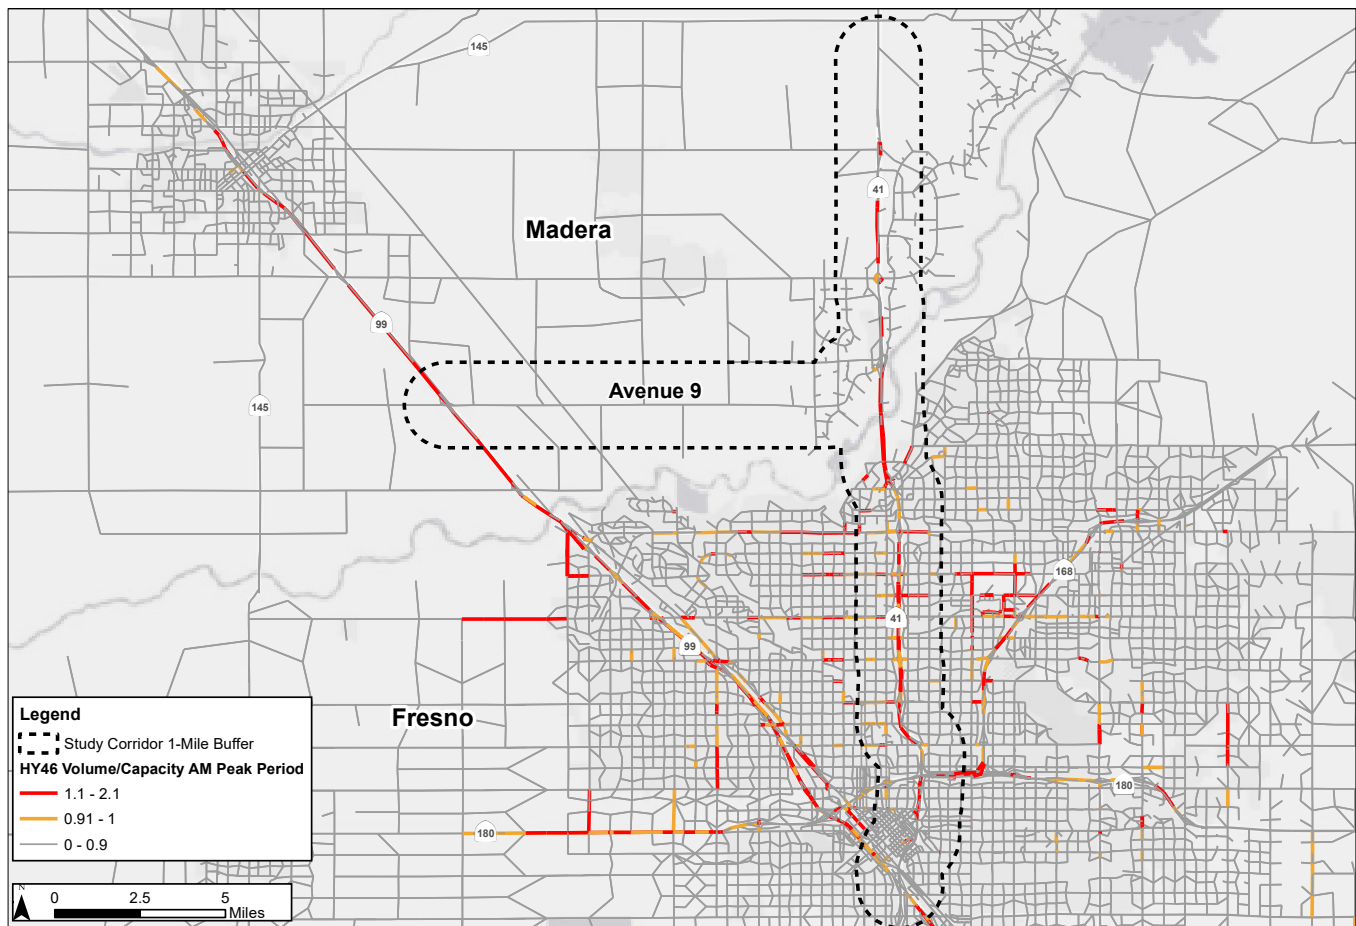 145
41
Madera
99
Avenue 9
145
168
41
99
Fresno
180
180
Legend
Study Corridor 1-Mile Buffer
HY46 Volume/Capacity AM Peak Period
1.1 - 2.1
0.91 - 1
0 - 0.9
N
0 2.5 5
Miles